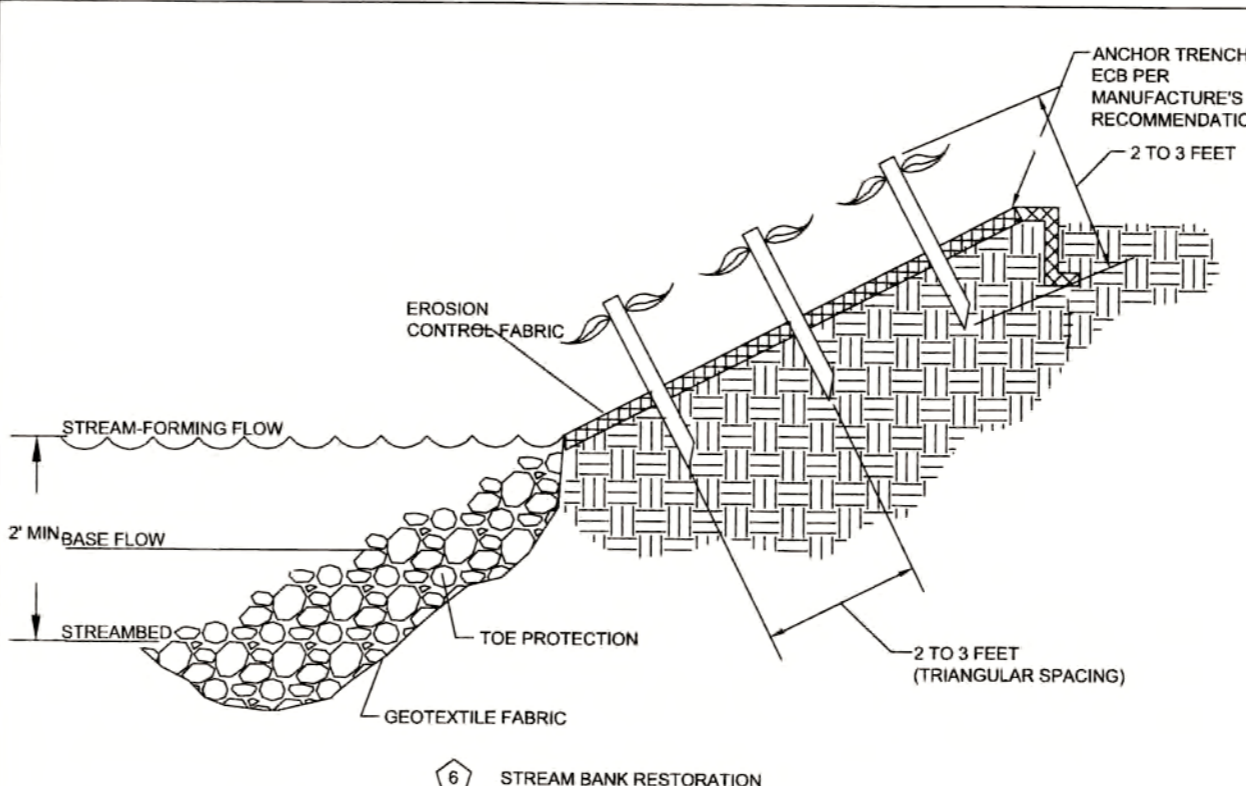 ANCHOR TRENCH
ECB PER
MANUFACTURE'S
RECOMMENDATIO
2 TO 3 FEET
EROSION
CONTROL FABRIC
STREAM-FORMING FLOW
2' MIN
BASE FLOW
STREAMBED
TOE PROTECTION
2 TO 3 FEET
(TRIANGULAR SPACING)
GEOTEXTILE FABRIC
6 STREAM BANK RESTORATION